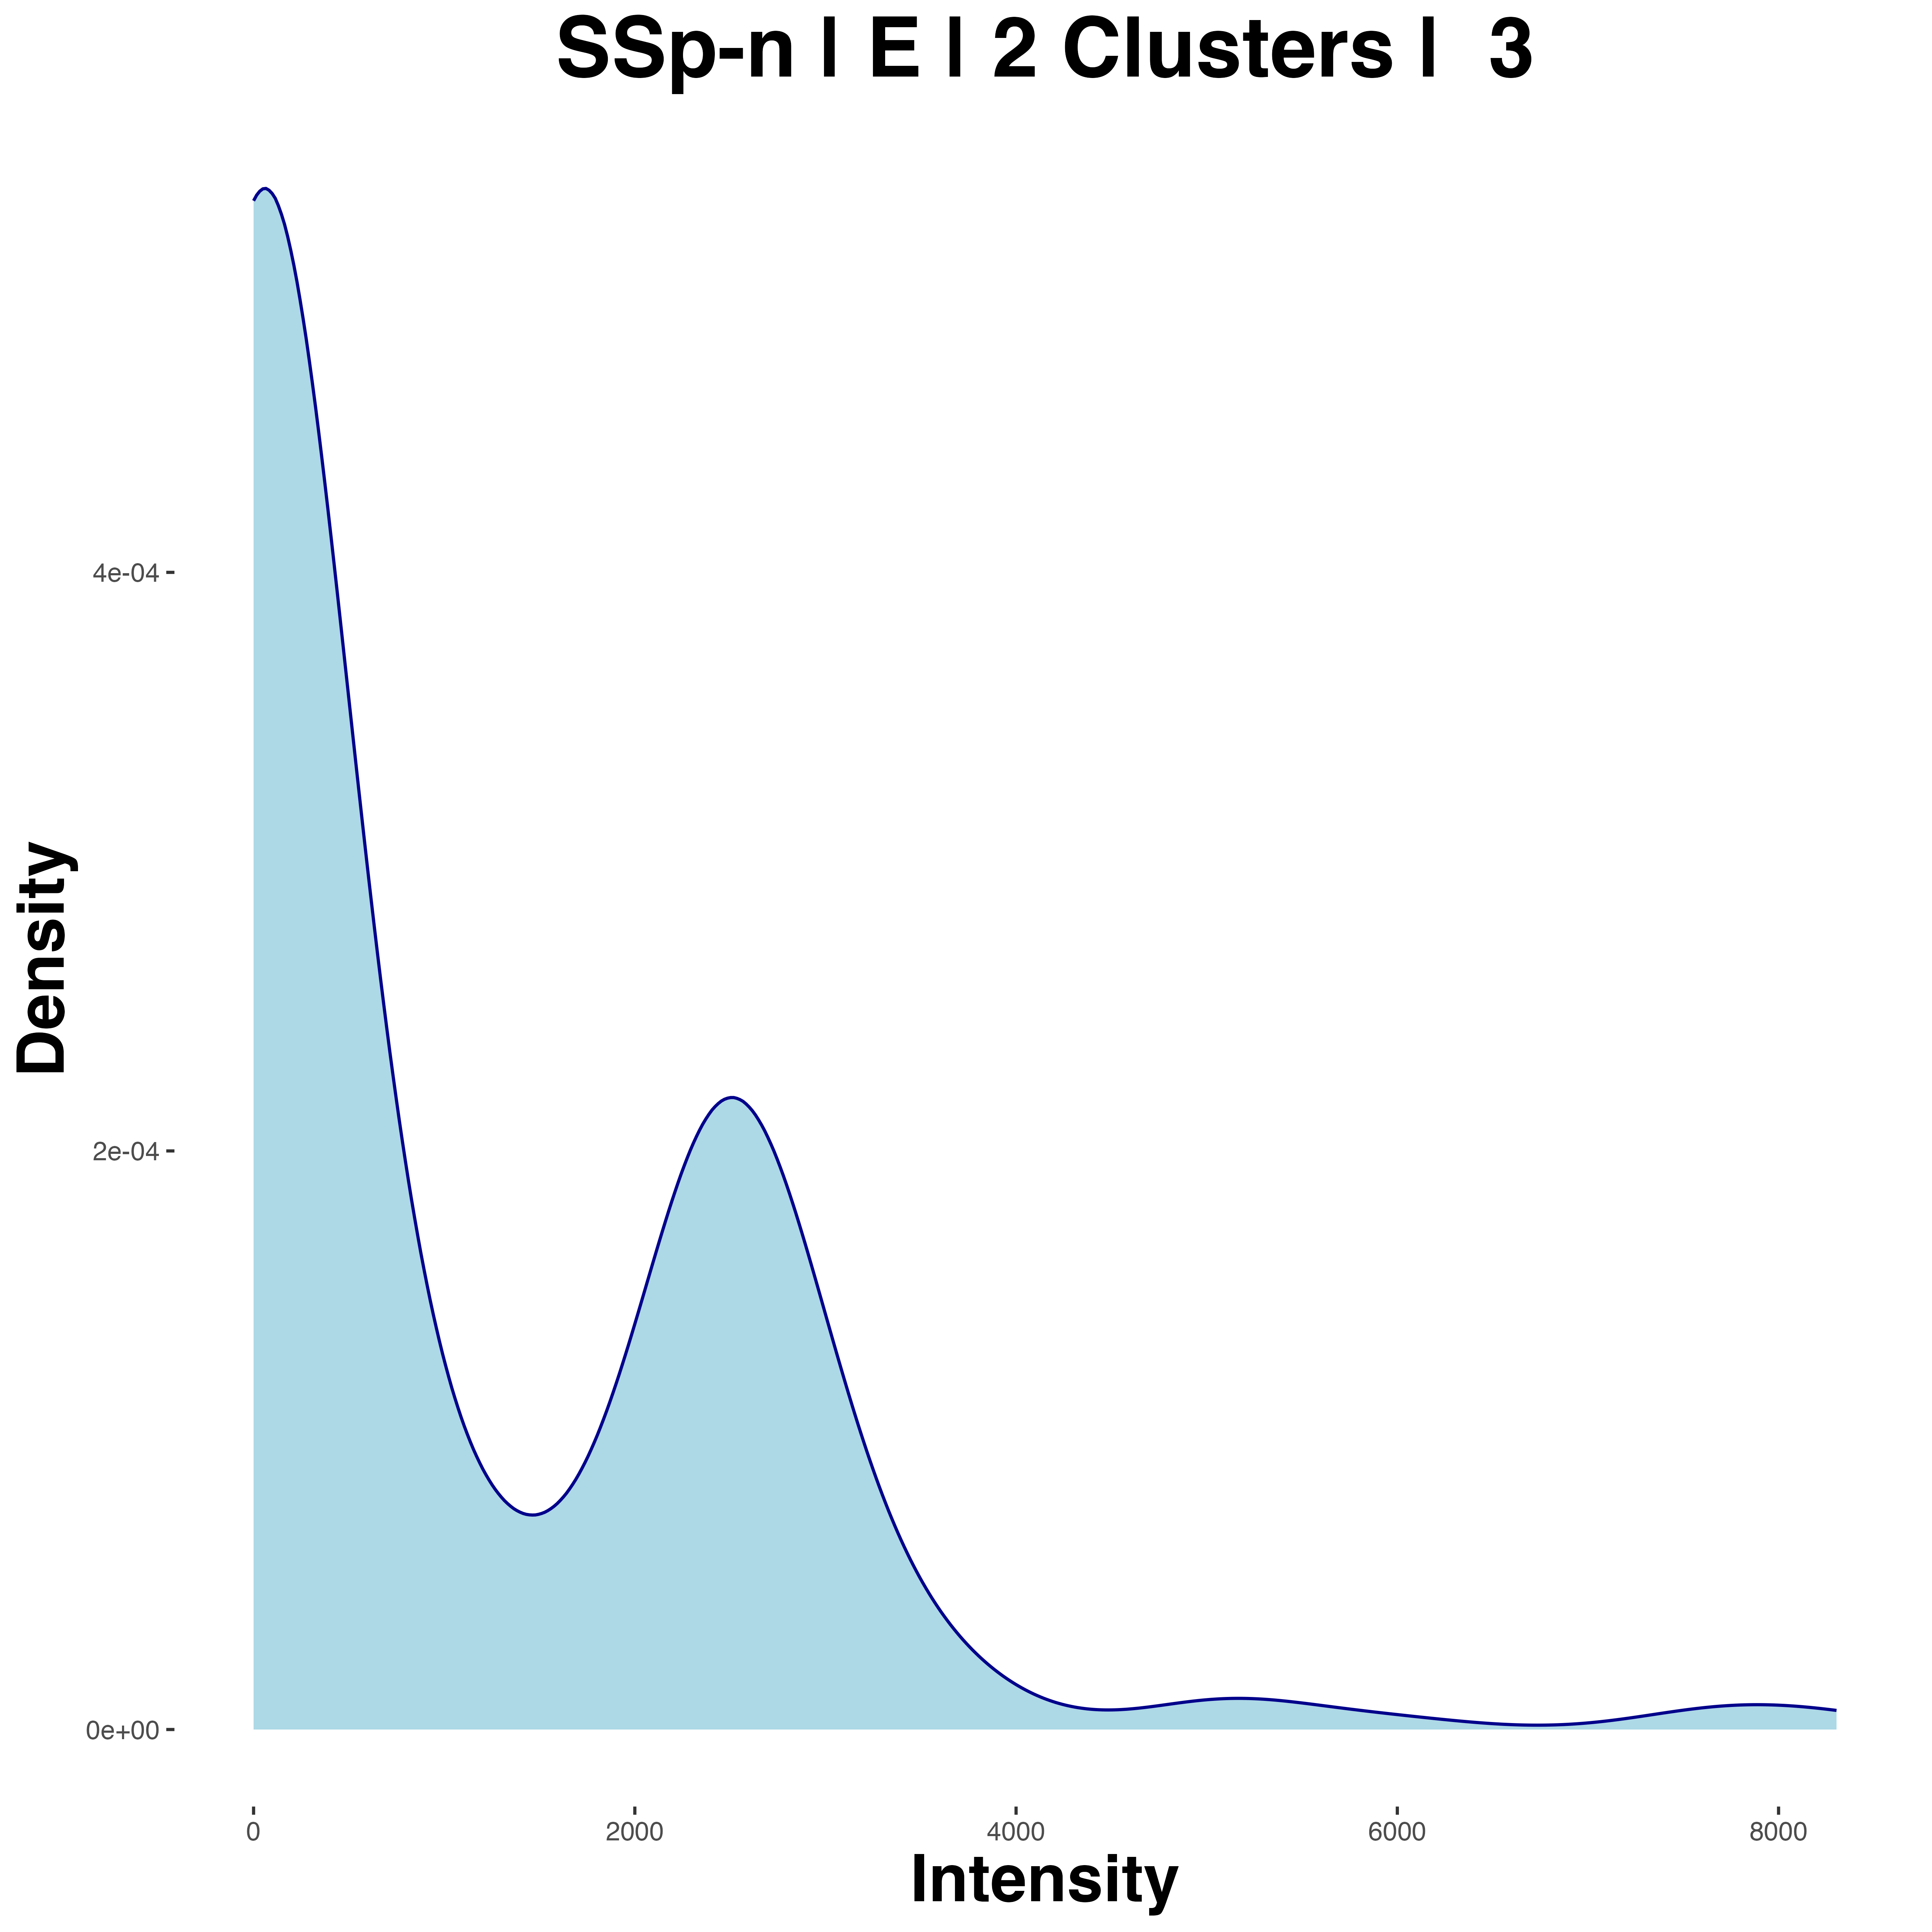 SSp-n | E | 2 Clusters | 3
Density
4e-04
2e-04
0e+00
0 2000 4000 6000 8000
Intensity